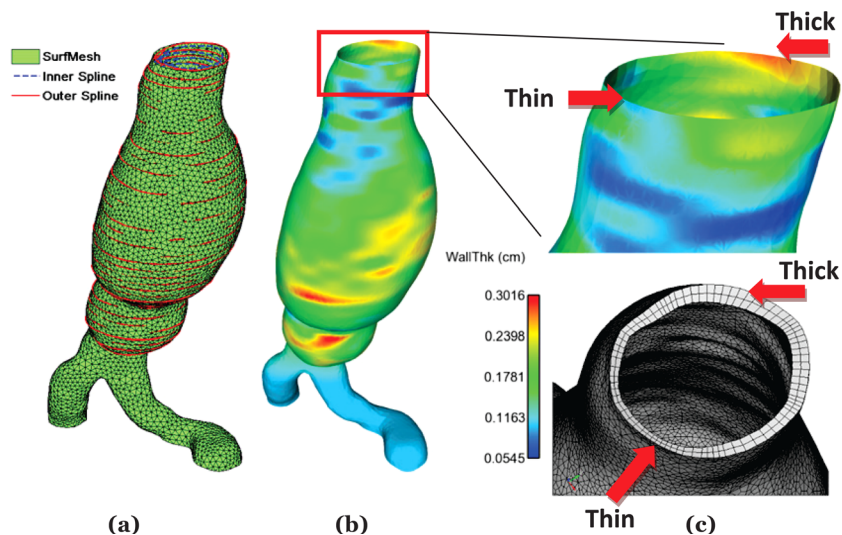 SurfMesh
Inner Spline
Outer Spline
Thick
Thin
WallThk (cm)
0.3016
0.2398
0.1781
0.1163
0.0545
Thick
Thin
(a)
(b)
(c)